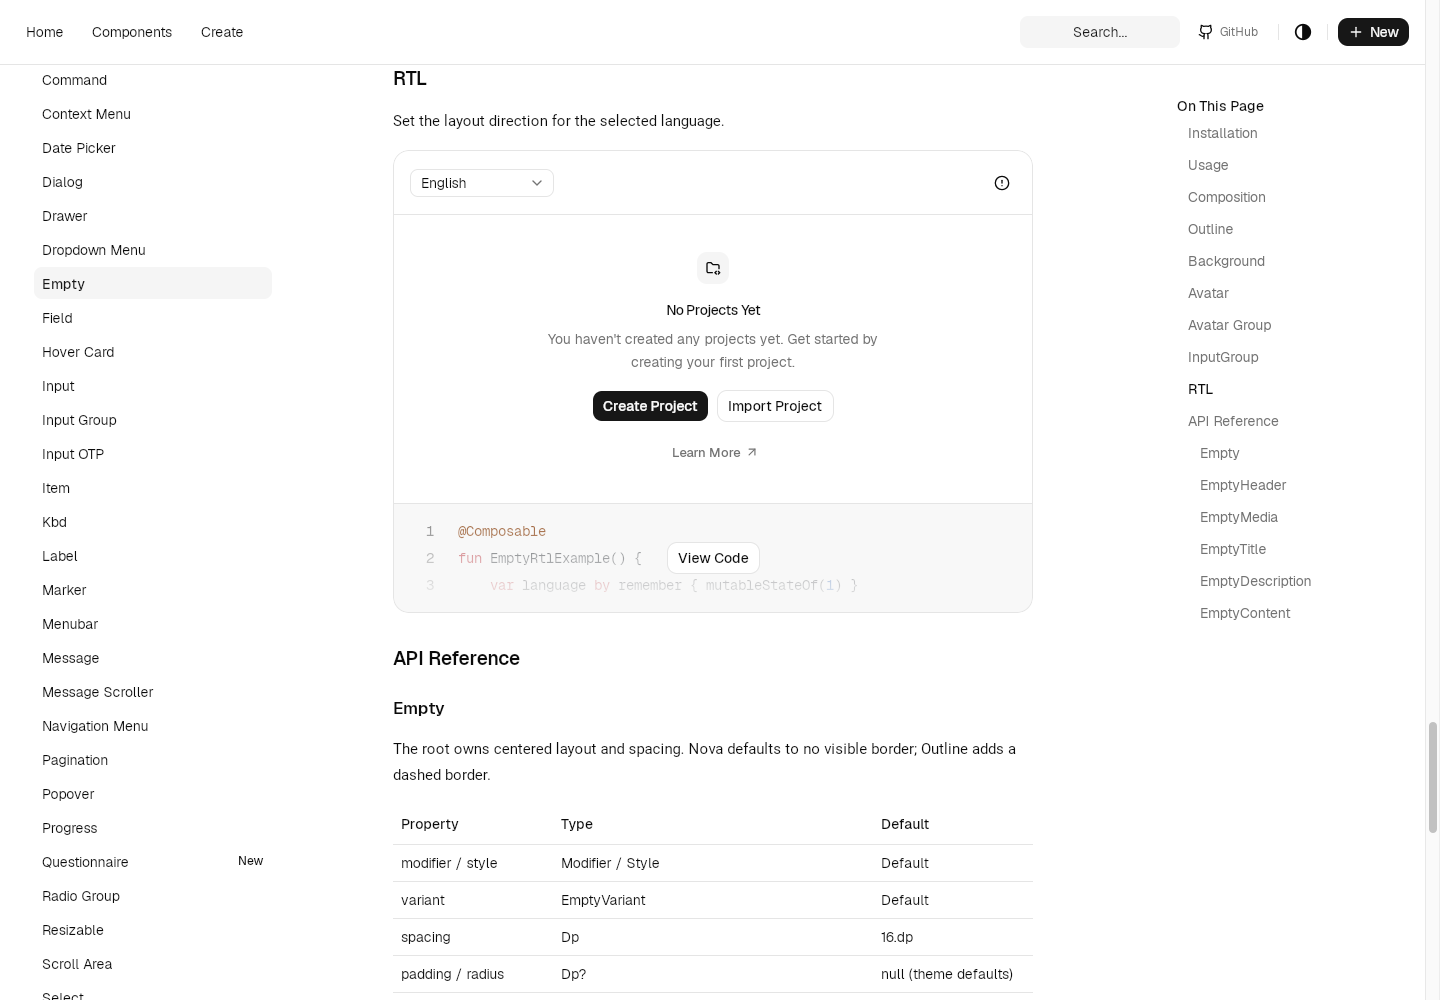 Home
Components
Create
Search...
GitHub
New
Command
Context Menu
Date Picker
Dialog
Drawer
Dropdown Menu
Empty
Field
Hover Card
Input
Input Group
Input OTP
Item
Kbd
Label
Marker
Menubar
Message
Message Scroller
Navigation Menu
Pagination
Popover
Progress
Questionnaire New
Radio Group
Resizable
Scroll Area
Select
RTL
Set the layout direction for the selected language.
English
No Projects Yet
You haven't created any projects yet. Get started by
creating your first project.
Create Project
Import Project
Learn More
1 @Composable
2 fun EmptyRtlExample() {
View Code
3 var language by remember { mutableStateOf(1) }
API Reference
Empty
The root owns centered layout and spacing. Nova defaults to no visible border; Outline adds a
dashed border.
Property Type Default
modifier / style Modifier / Style Default
variant EmptyVariant Default
spacing Dp 16.dp
padding / radius Dp? null (theme defaults)
On This Page
Installation
Usage
Composition
Outline
Background
Avatar
Avatar Group
InputGroup
RTL
API Reference
Empty
EmptyHeader
EmptyMedia
EmptyTitle
EmptyDescription
EmptyContent